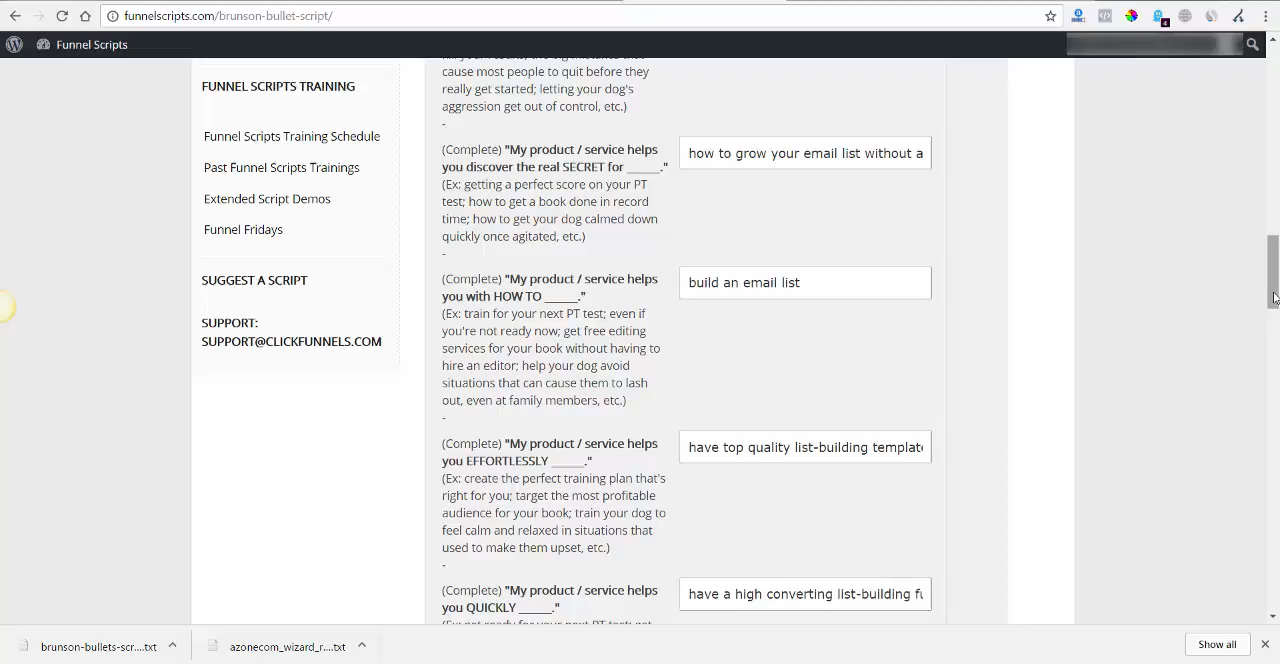 funnelscripts.com/brunson-bullet-script/
4
Funnel Scripts
FUNNEL SCRIPTS TRAINING
Funnel Scripts Training Schedule
Past Funnel Scripts Trainings
Extended Script Demos
Funnel Fridays
SUGGEST A SCRIPT
SUPPORT:
SUPPORT@CLICKFUNNELS.COM
cause most people to quit before they
really get started; letting your dog's
aggression get out of control, etc.)
-
(Complete) "My product / service helps
you discover the real SECRET for ______."
(Ex: getting a perfect score on your PT
test; how to get a book done in record
time; how to get your dog calmed down
quickly once agitated, etc.)
-
how to grow your email list without a
(Complete) "My product / service helps
you with HOW TO ______."
(Ex: train for your next PT test; even if
you're not ready now; get free editing
services for your book without having to
hire an editor; help your dog avoid
situations that can cause them to lash
out, even at family members, etc.)
-
build an email list
(Complete) "My product / service helps
you EFFORTLESSLY ______."
(Ex: create the perfect training plan that's
right for you; target the most profitable
audience for your book; train your dog to
feel calm and relaxed in situations that
used to make them upset, etc.)
-
have top quality list-building template
(Complete) "My product / service helps
you QUICKLY ______."
have a high converting list-building fu
brunson-bullets-scr....txt
azonecom_wizard_r....txt
Show all